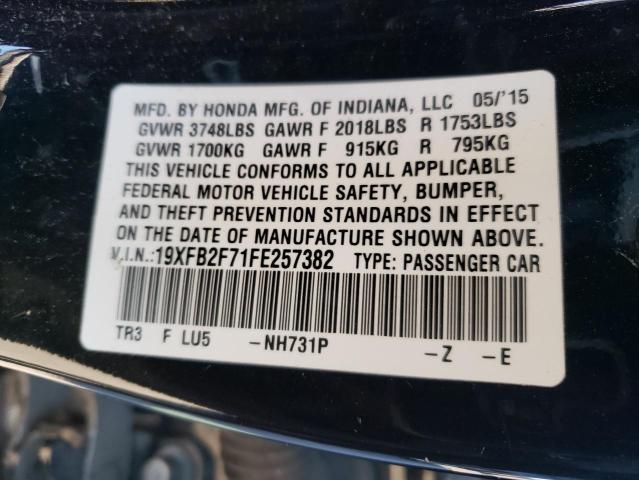 MFD. BY HONDA MFG. OF INDIANA, LLC 05/'15
GVWR 3748LBS GAWR F 2018LBS R 1753LBS
GVWR 1700KG GAWR F 915KG R 795KG
THIS VEHICLE CONFORMS TO ALL APPLICABLE
FEDERAL MOTOR VEHICLE SAFETY, BUMPER,
AND THEFT PREVENTION STANDARDS IN EFFECT
ON THE DATE OF MANUFACTURE SHOWN ABOVE.
V.I.N.:19XFB2F71FE257382 TYPE: PASSENGER CAR
TR3 F LU5 -NH731P -Z -E